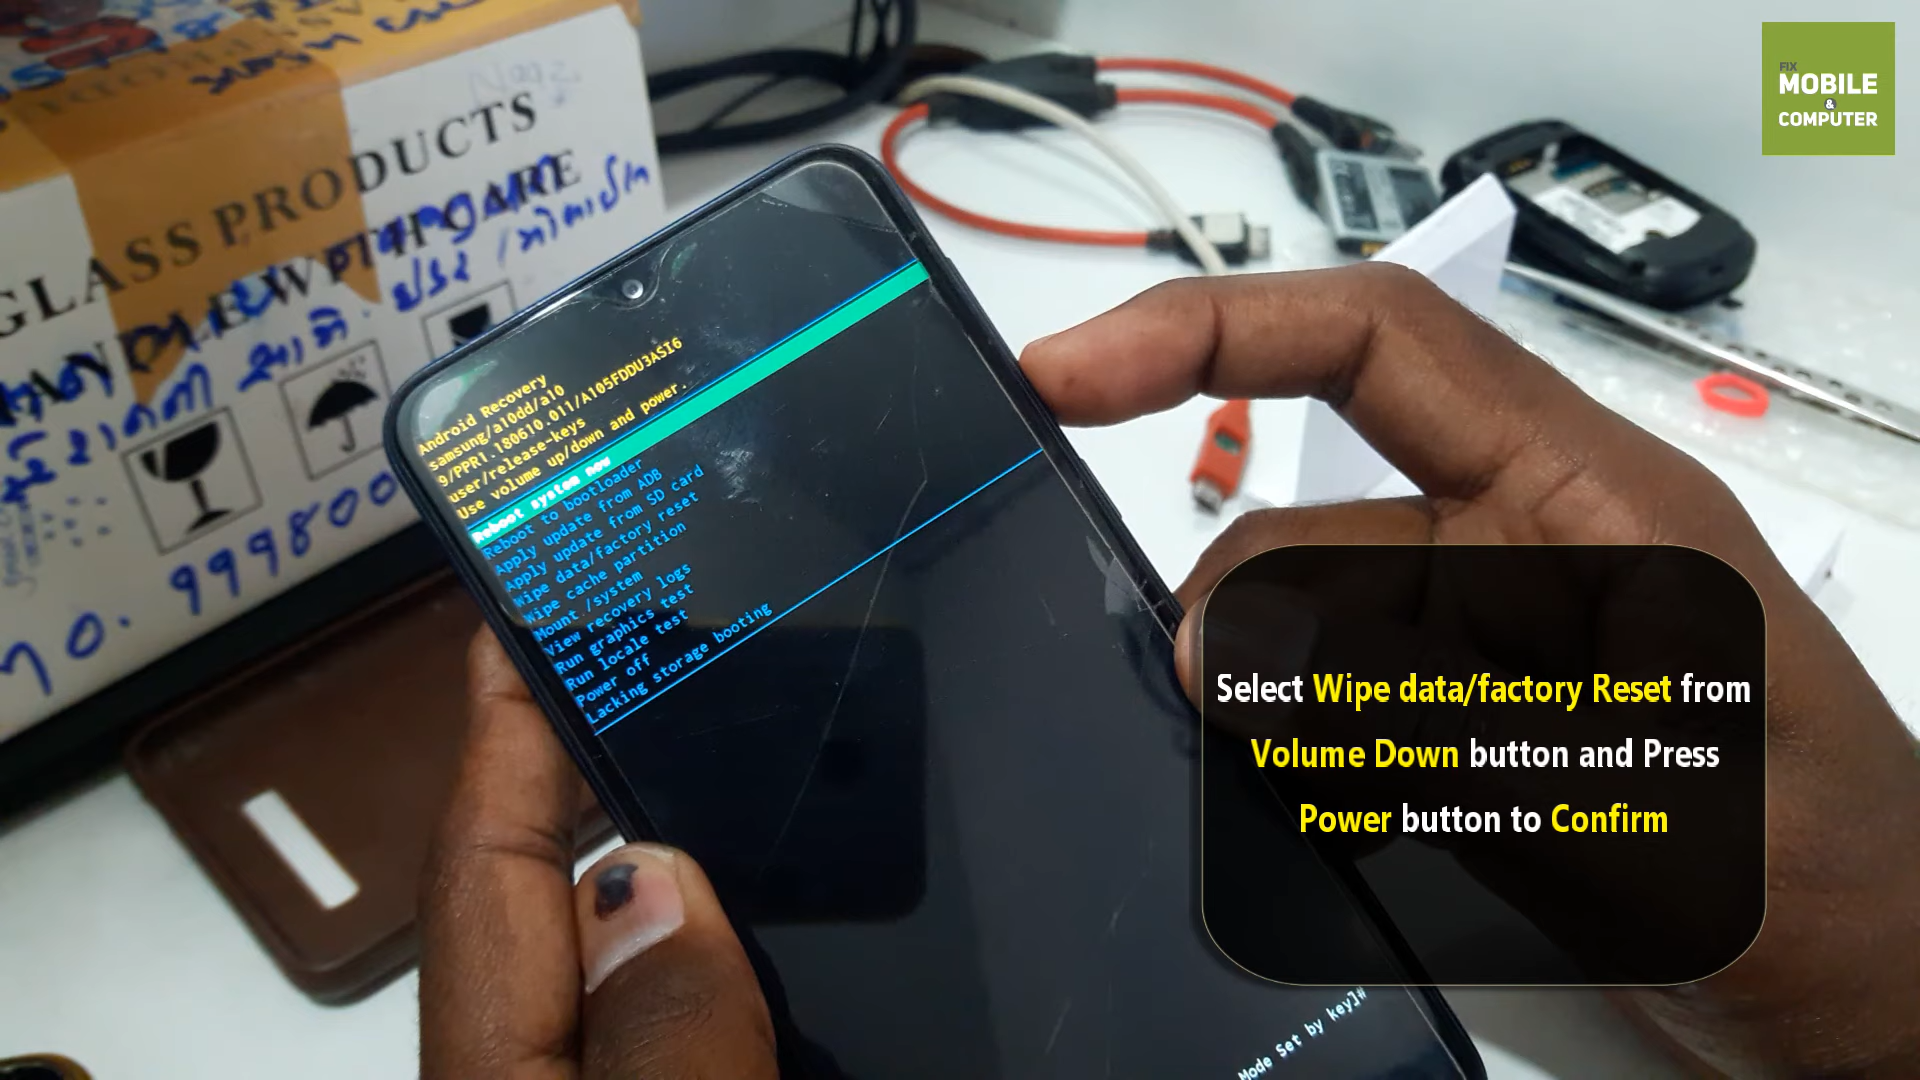 FIX
MOBILE
&
COMPUTER
GLASS PRODUCTS
HANDLE WITH CARE
Android Recovery
samsung/a10dd/a10
9/PPR1.180610.011/A105FDDU3ASI6
user/release-keys
Use volume up/down and power.
Reboot system now
Reboot to bootloader
Apply update from ADB
Apply update from SD card
Wipe data/factory reset
Wipe cache partition
Mount /system
View recovery logs
Run graphics test
Run locale test
Power off
Lacking storage booting
Mode Set by key]#
Select Wipe data/factory Reset from
Volume Down button and Press
Power button to Confirm